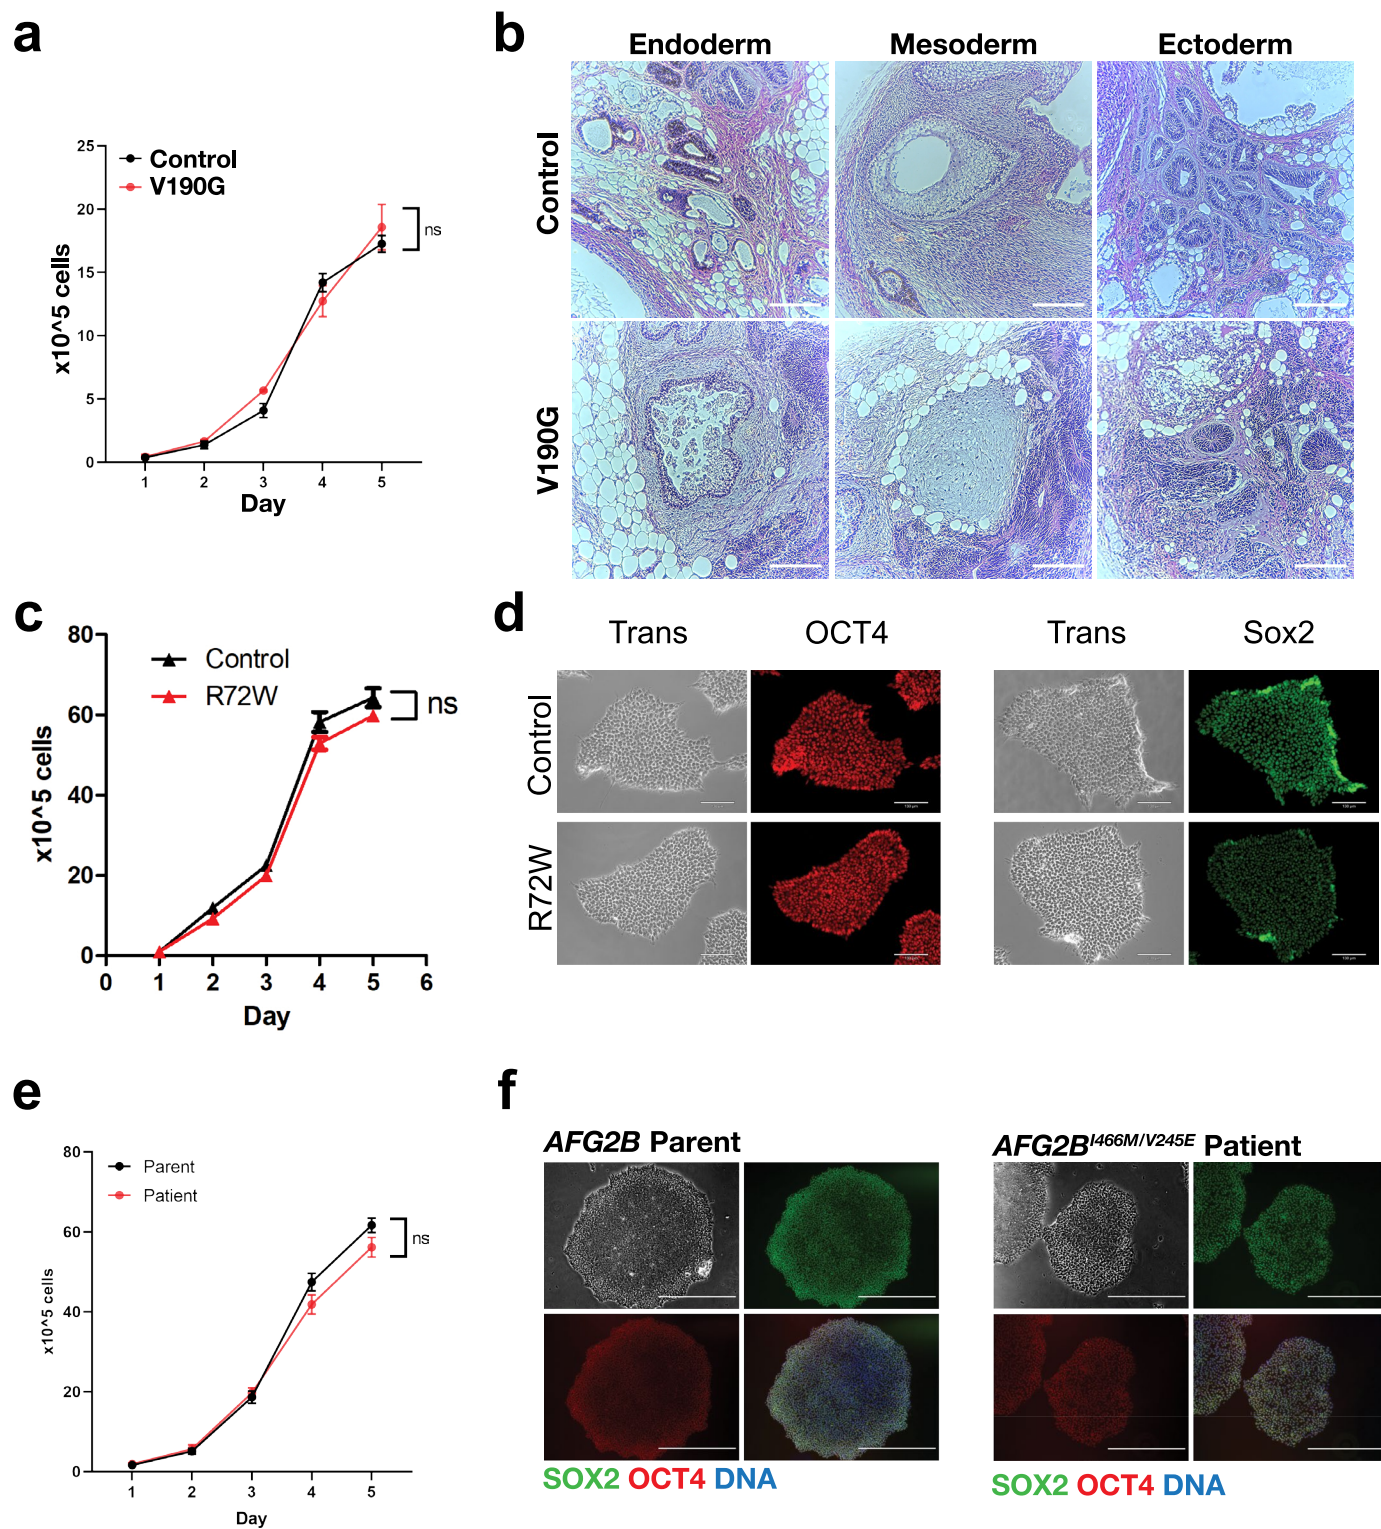 a
25
20
15
10
5
0
Control
V190G
ns
x10^5 cells
1 2 3 4 5
Day
b
Endoderm Mesoderm Ectoderm
Control
V190G
c
80
60
40
20
0
Control
R72W
ns
x10^5 cells
0 1 2 3 4 5 6
Day
d
Trans OCT4 Trans Sox2
Control
R72W
e
80
60
40
20
0
Parent
Patient
ns
x10^5 cells
1 2 3 4 5
Day
f
AFG2B Parent
AFG2B^I466M/V245E Patient
SOX2 OCT4 DNA
SOX2 OCT4 DNA